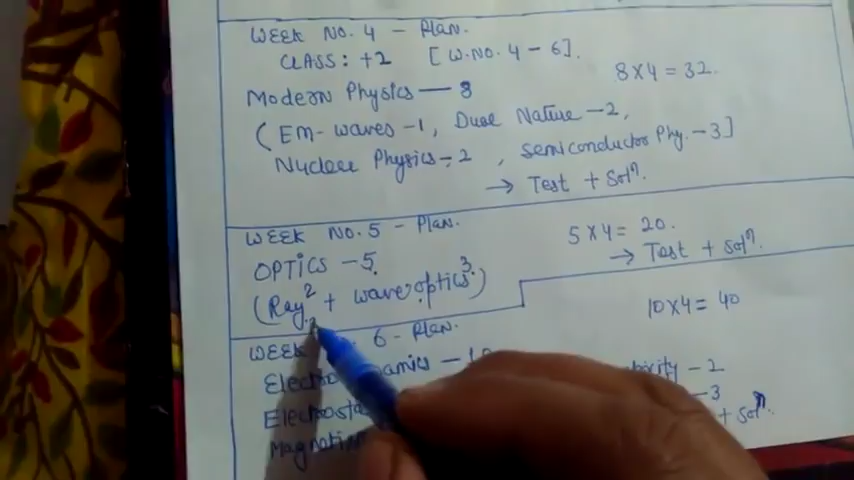 WEEK NO. 4 - Plan.
CLASS: +2 [W.NO. 4 - 6].
8 X 4 = 32.
Modern Physics — 8
(EM-waves -1, Dual Nature -2,
Nuclear Physics -2, semiconductor Phy. -3]
→ Test + Solⁿ.
WEEK NO. 5 - Plan.
5 X 4 = 20.
OPTICS - 5.
→ Test + Solⁿ.
(Ray² + wave optics³)
10 X 4 = 40
WEEK 6 - Plan.
- 2
- 3
+ Solⁿ.